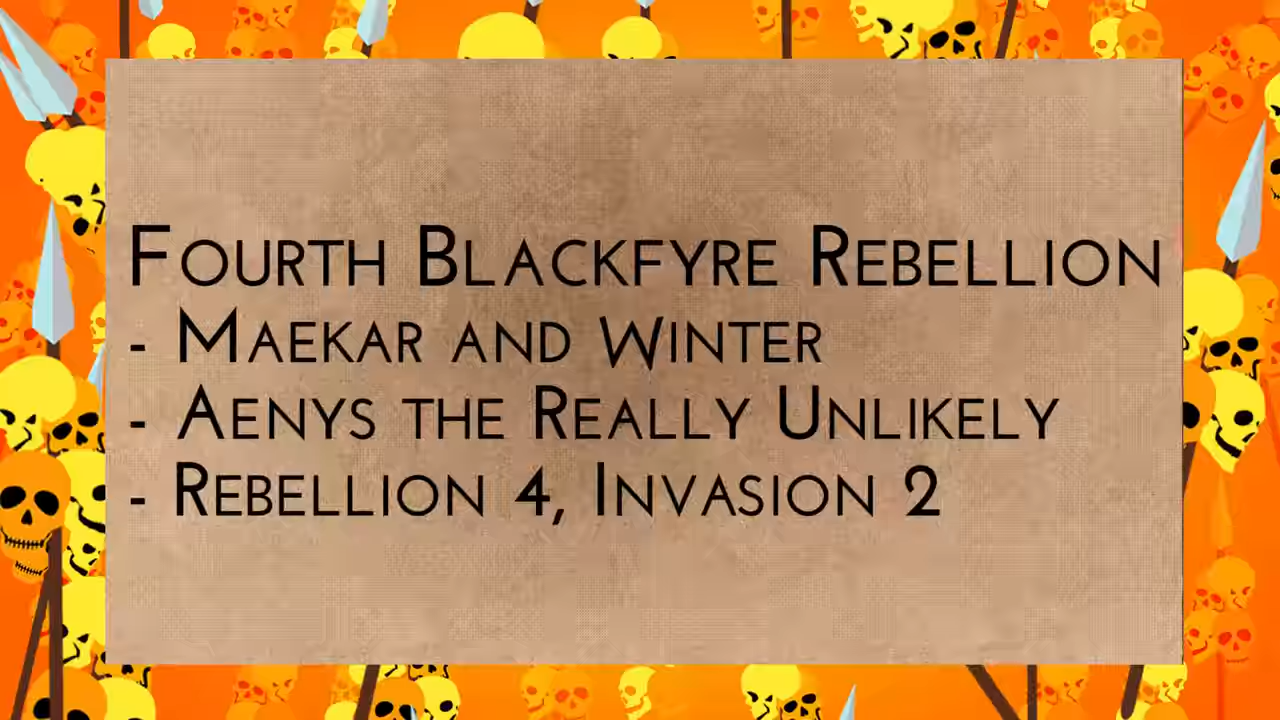 Fourth Blackfyre Rebellion
- Maekar and Winter
- Aenys the Really Unlikely
- Rebellion 4, Invasion 2